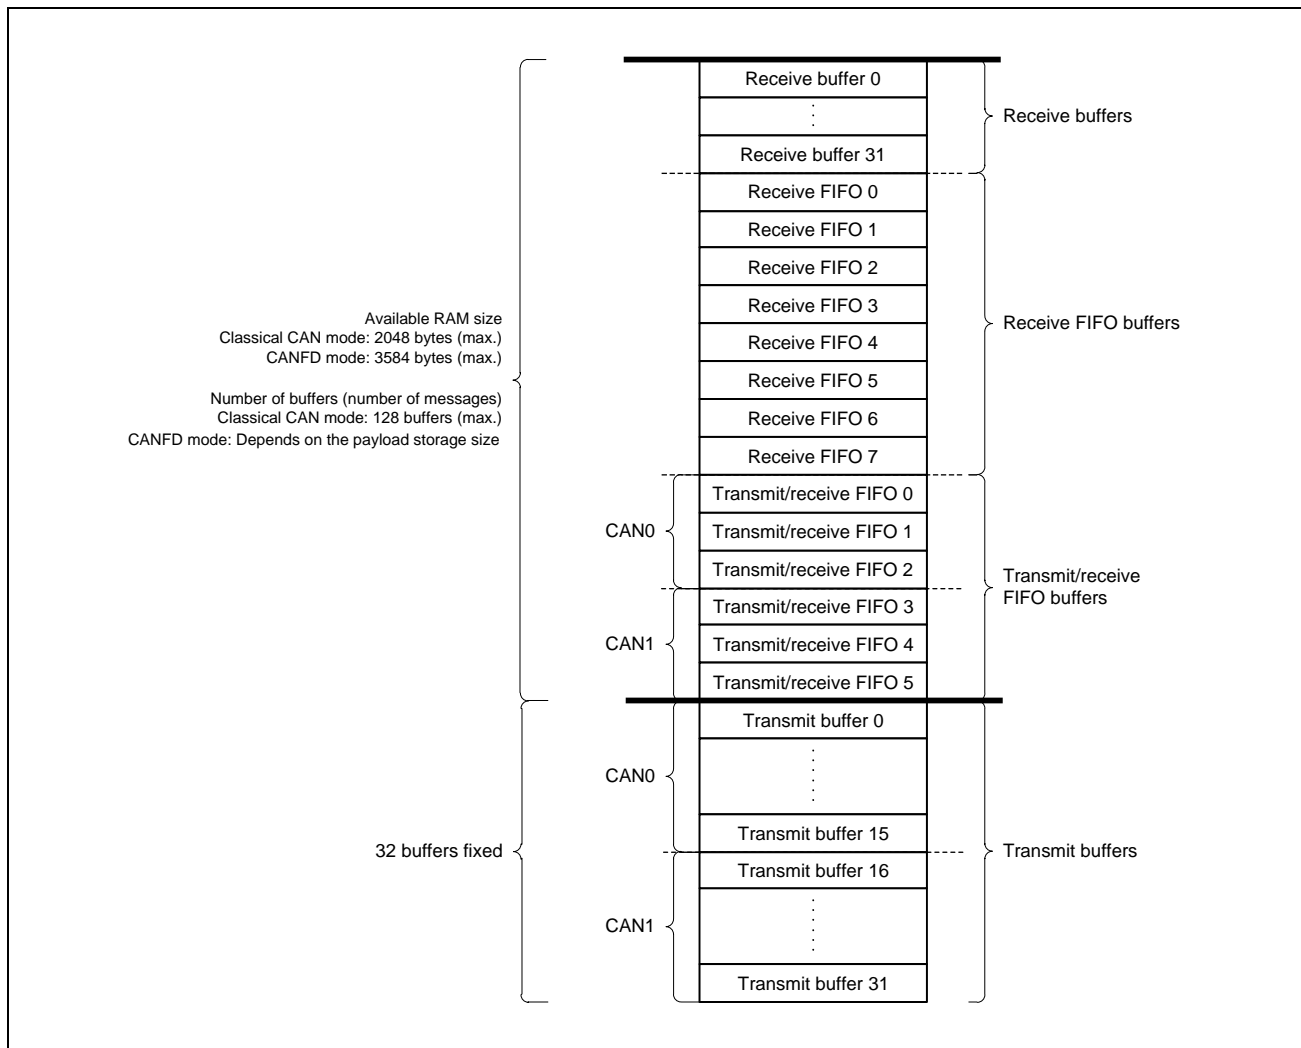 Receive buffer 0
Receive buffers
Receive buffer 31
Receive FIFO 0
Receive FIFO 1
Receive FIFO 2
Receive FIFO 3
Receive FIFO 4
Receive FIFO 5
Receive FIFO 6
Receive FIFO 7
Receive FIFO buffers
Available RAM size
Classical CAN mode: 2048 bytes (max.)
CANFD mode: 3584 bytes (max.)
Number of buffers (number of messages)
Classical CAN mode: 128 buffers (max.)
CANFD mode: Depends on the payload storage size
CAN0
Transmit/receive FIFO 0
Transmit/receive FIFO 1
Transmit/receive FIFO 2
CAN1
Transmit/receive FIFO 3
Transmit/receive FIFO 4
Transmit/receive FIFO 5
Transmit/receive
FIFO buffers
32 buffers fixed
CAN0
Transmit buffer 0
Transmit buffer 15
CAN1
Transmit buffer 16
Transmit buffer 31
Transmit buffers